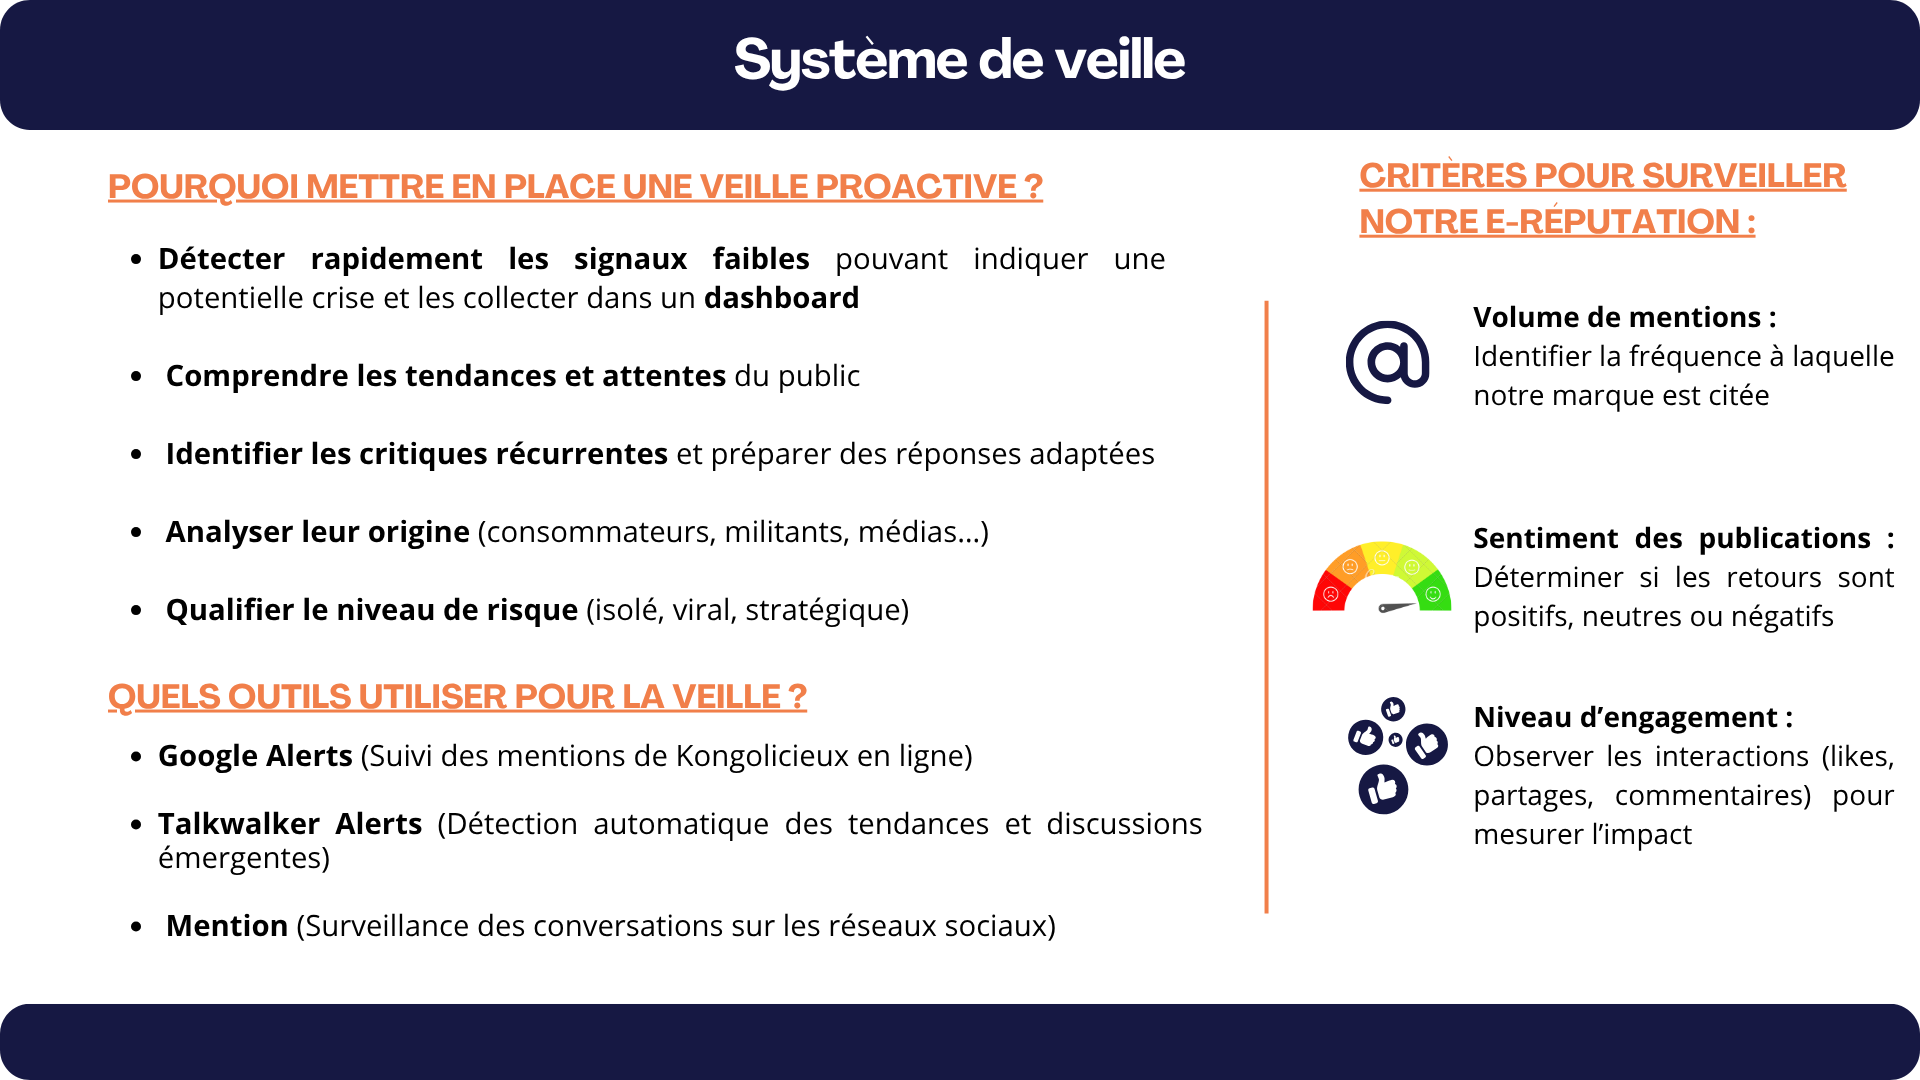 Système de veille
POURQUOI METTRE EN PLACE UNE VEILLE PROACTIVE ?
• Détecter rapidement les signaux faibles pouvant indiquer une
potentielle crise et les collecter dans un dashboard
• Comprendre les tendances et attentes du public
• Identifier les critiques récurrentes et préparer des réponses adaptées
• Analyser leur origine (consommateurs, militants, médias...)
• Qualifier le niveau de risque (isolé, viral, stratégique)
QUELS OUTILS UTILISER POUR LA VEILLE ?
• Google Alerts (Suivi des mentions de Kongolicieux en ligne)
• Talkwalker Alerts (Détection automatique des tendances et discussions
émergentes)
• Mention (Surveillance des conversations sur les réseaux sociaux)
CRITÈRES POUR SURVEILLER
NOTRE E-RÉPUTATION :
Volume de mentions :
Identifier la fréquence à laquelle
notre marque est citée
Sentiment des publications :
Déterminer si les retours sont
positifs, neutres ou négatifs
Niveau d’engagement :
Observer les interactions (likes,
partages, commentaires) pour
mesurer l’impact